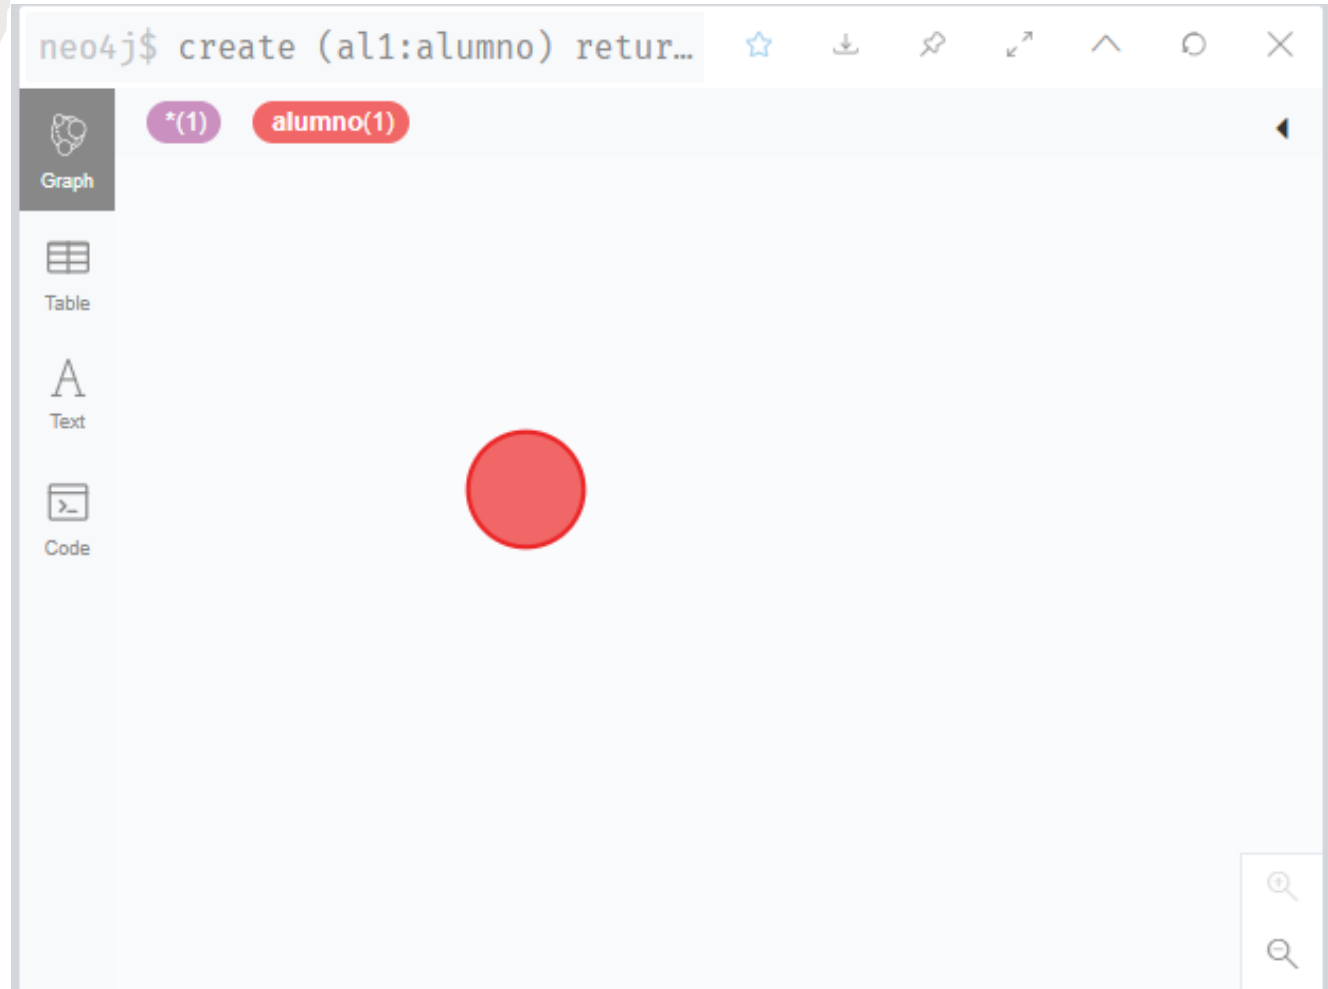 neo4j$ create (al1:alumno) retur…
*(1) alumno(1)
Graph
Table
A
Text
>_
Code